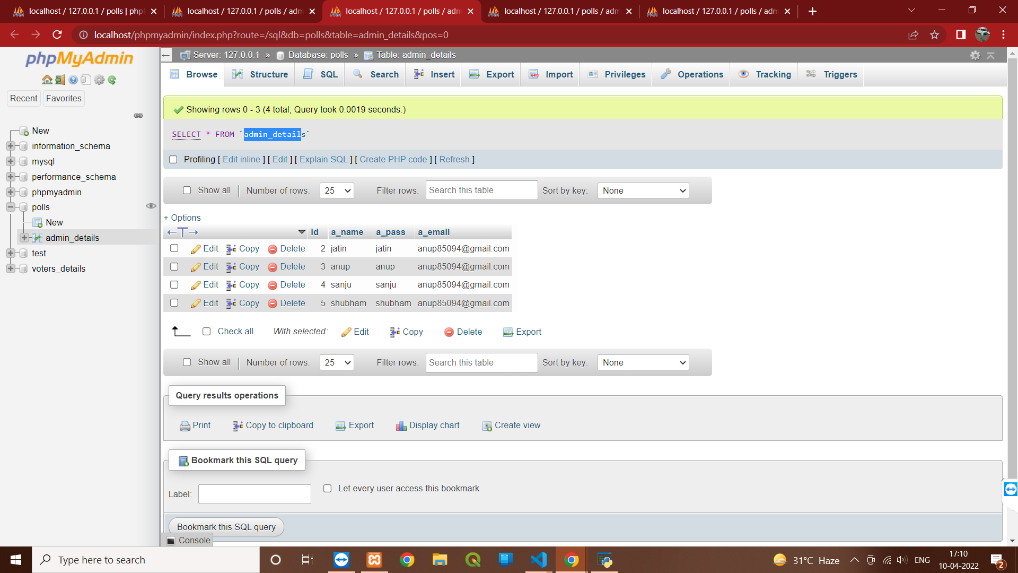 localhost / 127.0.0.1 / polls | phpl
localhost / 127.0.0.1 / polls / adm
localhost / 127.0.0.1 / polls / adm
localhost / 127.0.0.1 / polls / adm
localhost / 127.0.0.1 / polls / adm
localhost/phpmyadmin/index.php?route=/sql&db=polls&table=admin_details&pos=0
phpMyAdmin
Recent Favorites
New
information_schema
mysql
performance_schema
phpmyadmin
polls
New
admin_details
test
voters_details
Server: 127.0.0.1 » Database: polls » Table: admin_details
Browse Structure SQL Search Insert Export Import Privileges Operations Tracking Triggers
Showing rows 0 - 3 (4 total, Query took 0.0019 seconds.)
SELECT * FROM `admin_details`
Profiling [ Edit inline ] [ Edit ] [ Explain SQL ] [ Create PHP code ] [ Refresh ]
Show all Number of rows: 25 Filter rows: Search this table Sort by key: None
+ Options
←T→ id a_name a_pass a_email
Edit Copy Delete 2 jatin jatin anup85094@gmail.com
Edit Copy Delete 3 anup anup anup85094@gmail.com
Edit Copy Delete 4 sanju sanju anup85094@gmail.com
Edit Copy Delete 5 shubham shubham anup85094@gmail.com
Check all With selected: Edit Copy Delete Export
Show all Number of rows: 25 Filter rows: Search this table Sort by key: None
Query results operations
Print Copy to clipboard Export Display chart Create view
Bookmark this SQL query
Label: Let every user access this bookmark
Bookmark this SQL query
Console
Type here to search
31°C Haze
ENG
17:10
10-04-2022
2